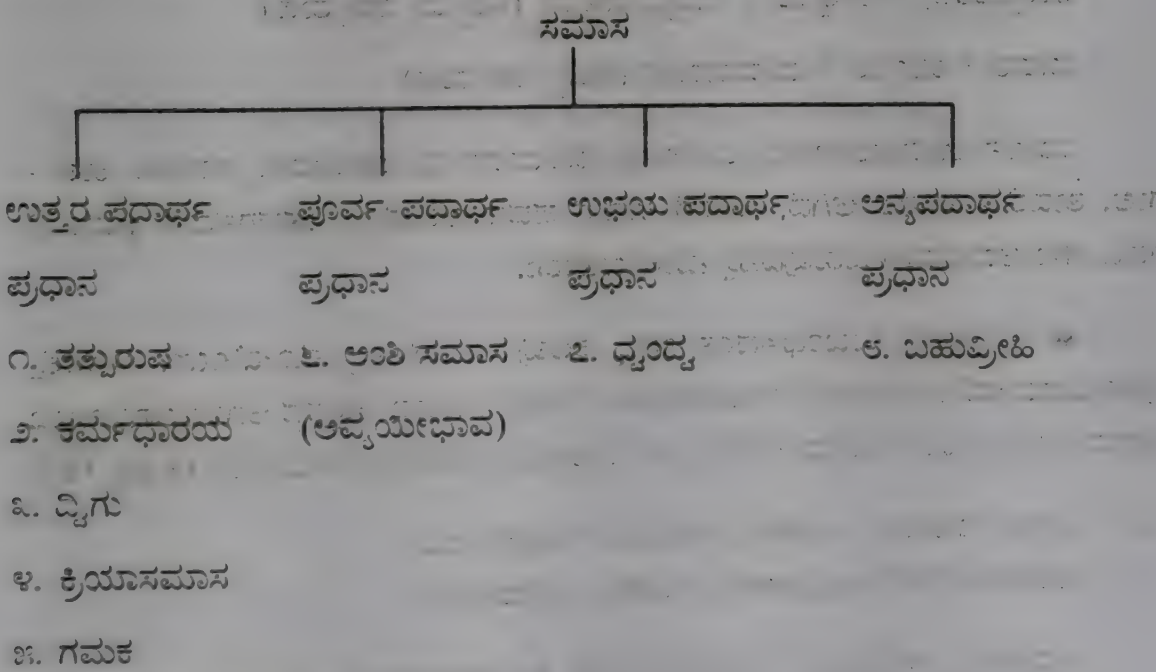 ಸಮಾಸ
ಉತ್ತರ ಪದಾರ್ಥ ಪೂರ್ವ ಪದಾರ್ಥ ಉಭಯ ಪದಾರ್ಥ ಅನ್ಯಪದಾರ್ಥ
ಪ್ರಧಾನ ಪ್ರಧಾನ ಪ್ರಧಾನ ಪ್ರಧಾನ
೧. ತತ್ಪುರುಷ ೬. ಅಂಶಿ ಸಮಾಸ ೭. ಧ್ವಂದ್ವ ೮. ಬಹುವ್ರೀಹಿ
೨. ಕರ್ಮಧಾರಯ (ಅವ್ಯಯೀಭಾವ)
೩. ದ್ವಿಗು
೪. ಕ್ರಿಯಾಸಮಾಸ
೫. ಗಮಕ